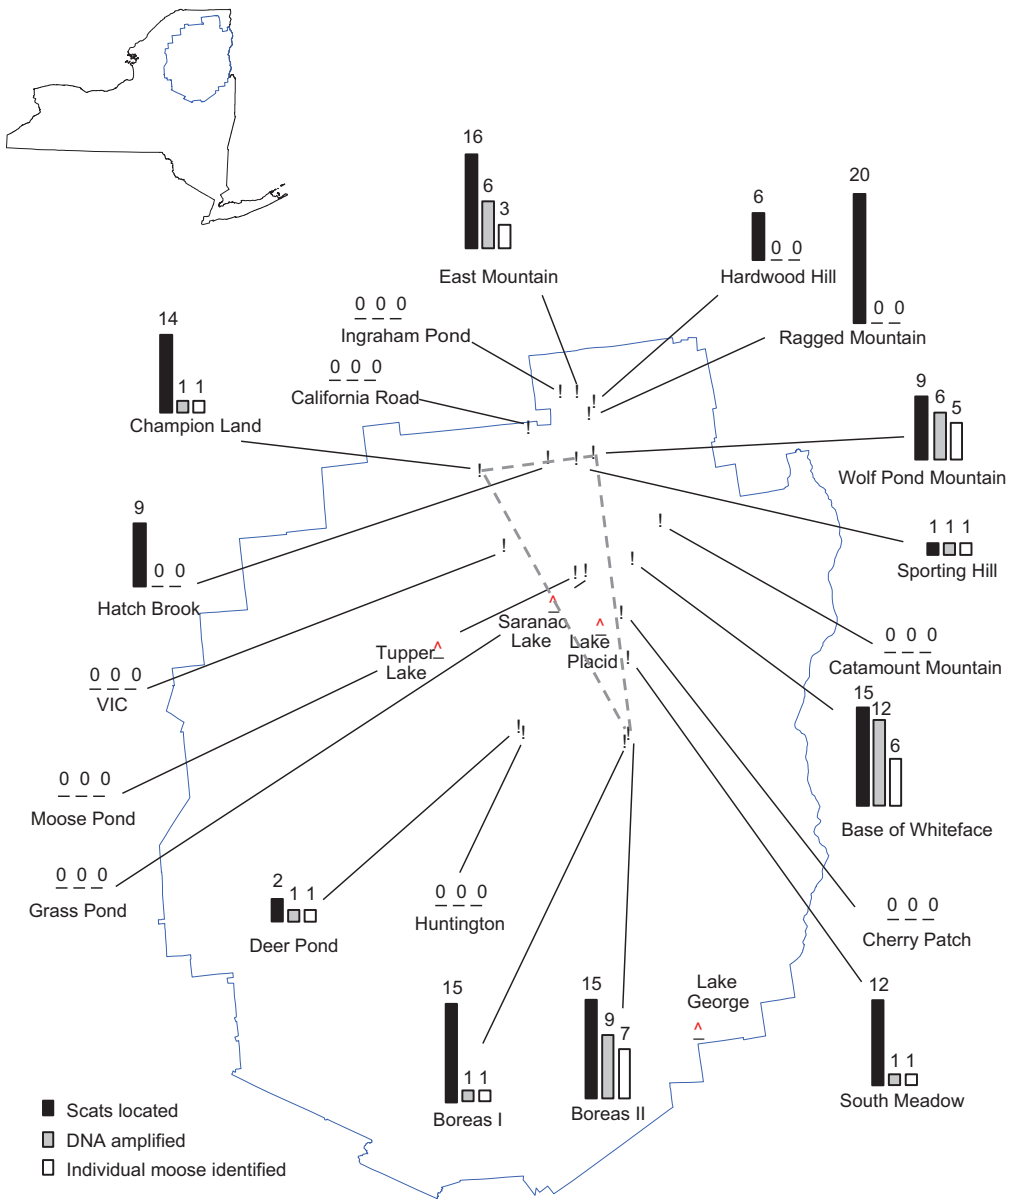 16
6
3
East Mountain
6
0 0
Hardwood Hill
20
0 0
Ragged Mountain
0 0 0
Ingraham Pond
0 0 0
California Road
14
1 1
Champion Land
9
6
5
Wolf Pond Mountain
9
0 0
Hatch Brook
1 1 1
Sporting Hill
0 0 0
VIC
Saranac
Lake
Lake
Placid
Tupper
Lake
0 0 0
Catamount Mountain
15
12
6
Base of Whiteface
0 0 0
Moose Pond
0 0 0
Grass Pond
2
1 1
Deer Pond
0 0 0
Huntington
0 0 0
Cherry Patch
15
1 1
Boreas I
15
9
7
Boreas II
Lake
George
12
1 1
South Meadow
Scats located
DNA amplified
Individual moose identified